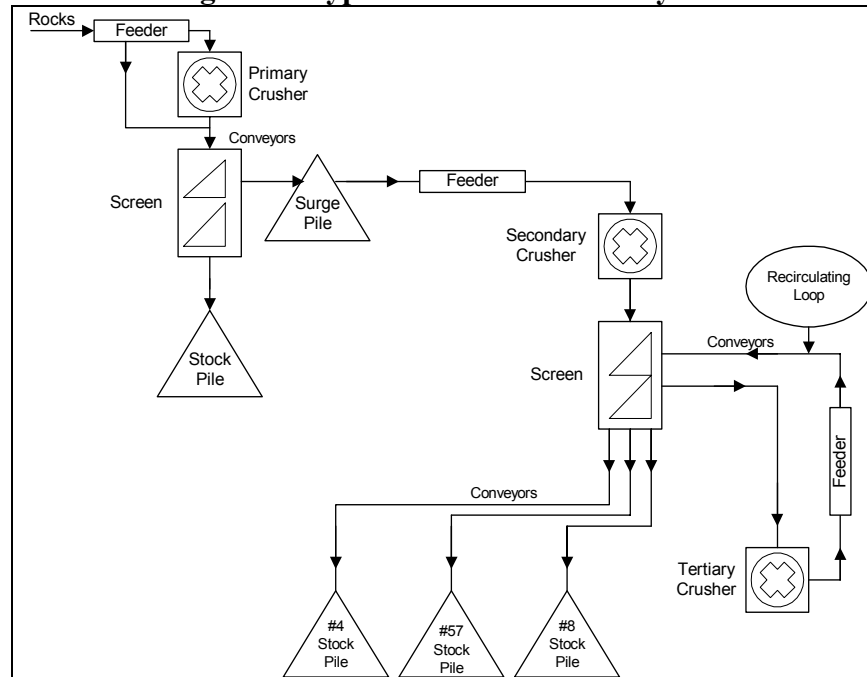 Rocks
Feeder
Primary
Crusher
Conveyors
Screen
Surge
Pile
Feeder
Secondary
Crusher
Stock
Pile
Recirculating
Loop
Conveyors
Screen
Feeder
Conveyors
Tertiary
Crusher
#4
Stock
Pile
#57
Stock
Pile
#8
Stock
Pile